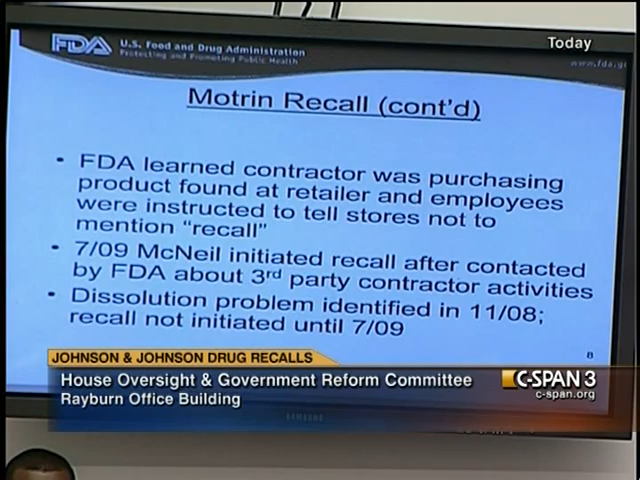 FDA U.S. Food and Drug Administration
Protecting and Promoting Public Health
Today
www.fda.g
Motrin Recall (cont'd)
• FDA learned contractor was purchasing
product found at retailer and employees
were instructed to tell stores not to
mention "recall"
• 7/09 McNeil initiated recall after contacted
by FDA about 3rd party contractor activities
• Dissolution problem identified in 11/08;
recall not initiated until 7/09
8
JOHNSON & JOHNSON DRUG RECALLS
House Oversight & Government Reform Committee
Rayburn Office Building
C-SPAN 3
c-span.org
SAMSUNG